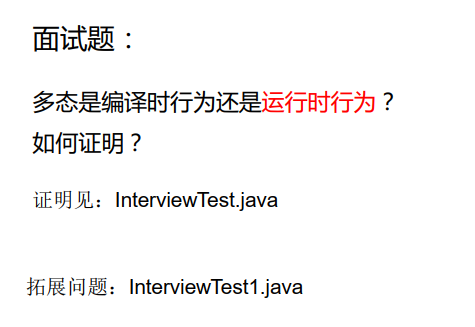 面试题：
多态是编译时行为还是运行时行为？
如何证明？
证明见：InterviewTest.java
拓展问题：InterviewTest1.java